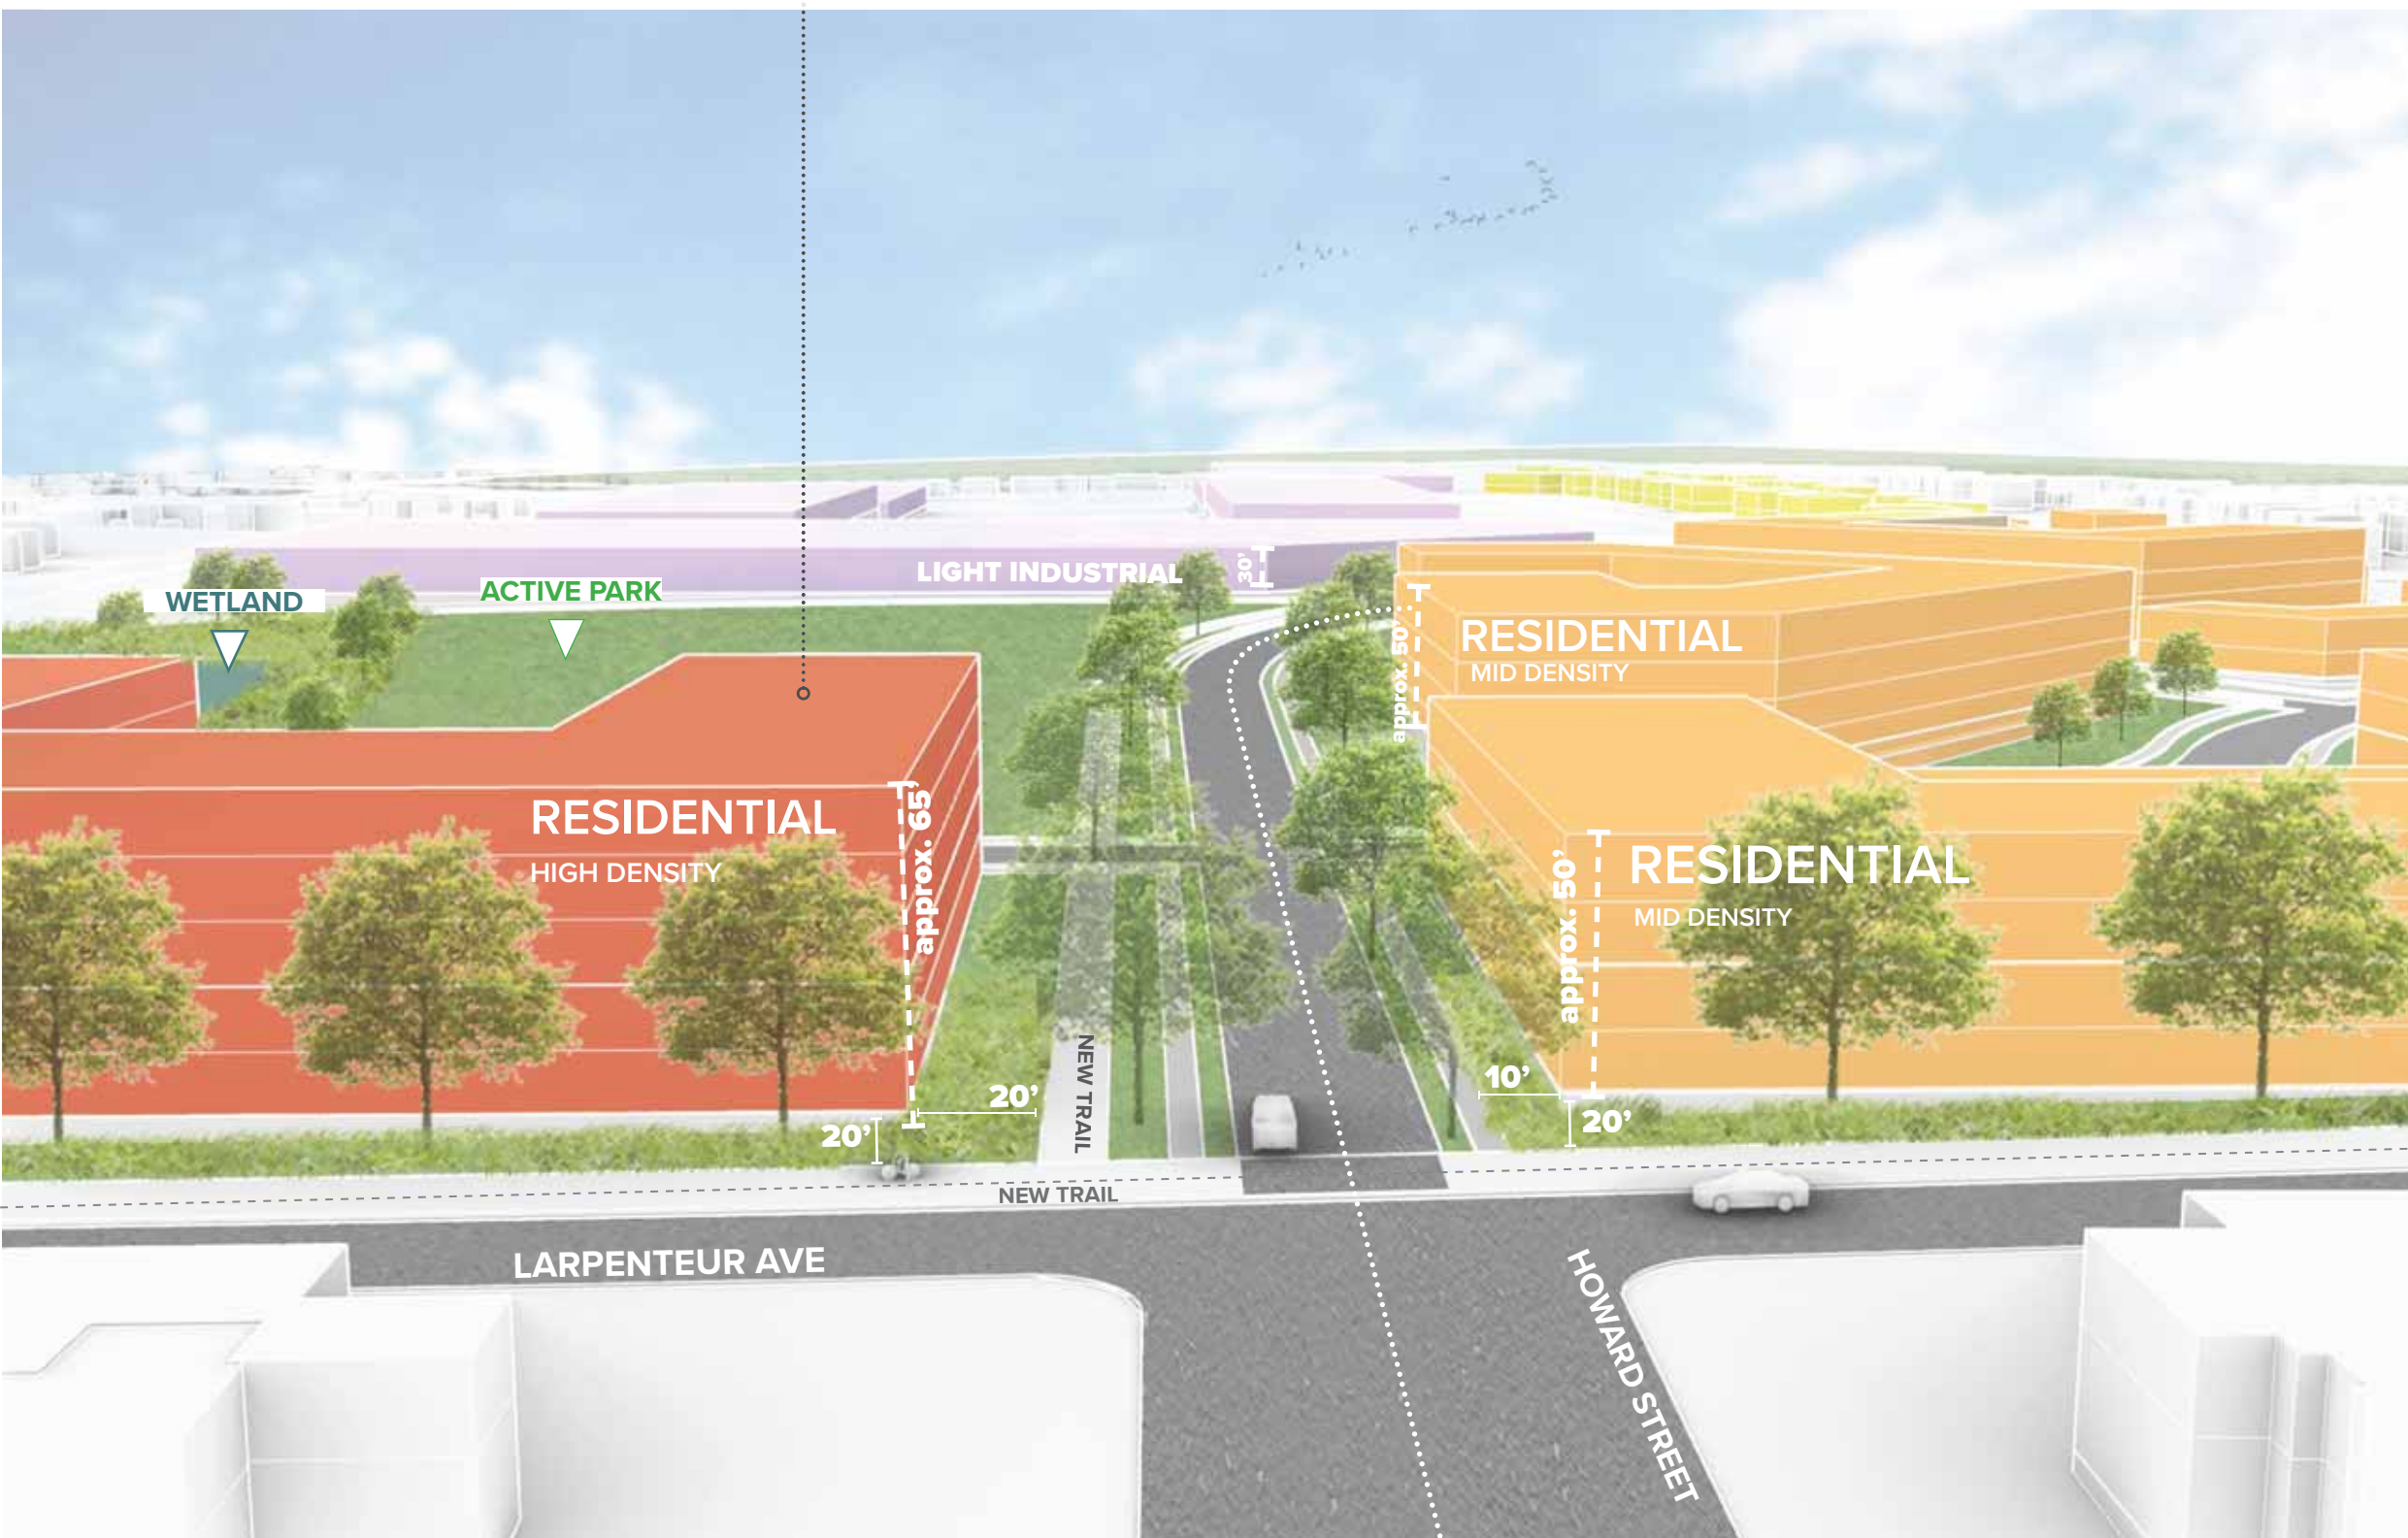 30’
LIGHT INDUSTRIAL
ACTIVE PARK
WETLAND
approx. 50’
RESIDENTIAL
MID DENSITY
RESIDENTIAL
HIGH DENSITY
approx. 65’
approx. 50’
RESIDENTIAL
MID DENSITY
20’
20’
NEW TRAIL
10’
20’
NEW TRAIL
LARPENTEUR AVE
HOWARD STREET